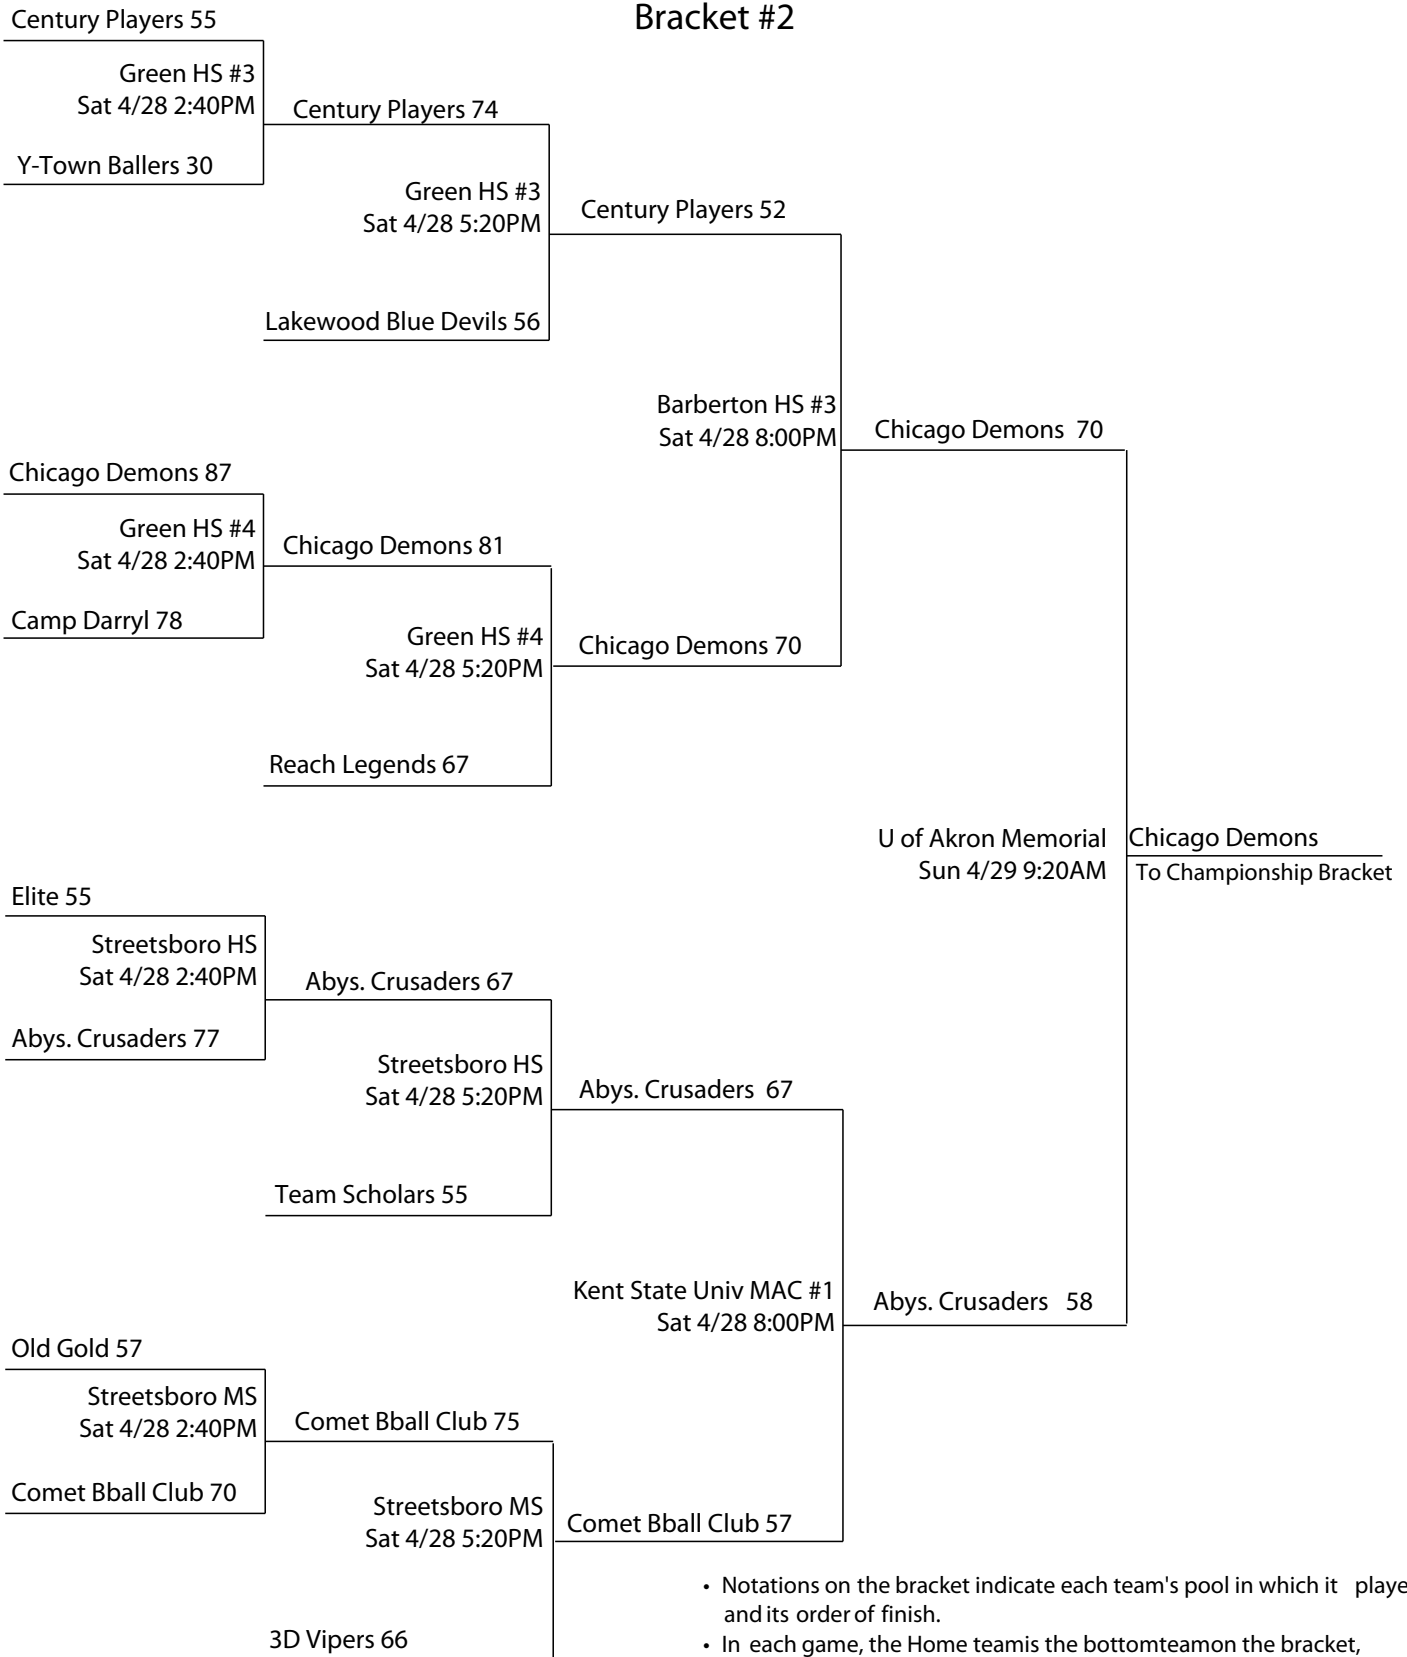 Bracket #2
Century Players 55
Green HS #3
Sat 4/28 2:40PM
Century Players 74
Y-Town Ballers 30
Green HS #3
Sat 4/28 5:20PM
Century Players 52
Lakewood Blue Devils 56
Barberton HS #3
Sat 4/28 8:00PM
Chicago Demons 70
Chicago Demons 87
Green HS #4
Sat 4/28 2:40PM
Chicago Demons 81
Camp Darryl 78
Green HS #4
Sat 4/28 5:20PM
Chicago Demons 70
Reach Legends 67
U of Akron Memorial
Sun 4/29 9:20AM
Chicago Demons
To Championship Bracket
Elite 55
Streetsboro HS
Sat 4/28 2:40PM
Abys. Crusaders 67
Abys. Crusaders 77
Streetsboro HS
Sat 4/28 5:20PM
Abys. Crusaders 67
Team Scholars 55
Kent State Univ MAC #1
Sat 4/28 8:00PM
Abys. Crusaders 58
Old Gold 57
Streetsboro MS
Sat 4/28 2:40PM
Comet Bball Club 75
Comet Bball Club 70
Streetsboro MS
Sat 4/28 5:20PM
Comet Bball Club 57
3D Vipers 66
• Notations on the bracket indicate each team's pool in which it playe
and its order of finish.
• In each game, the Home teamis the bottomteamon the bracket,